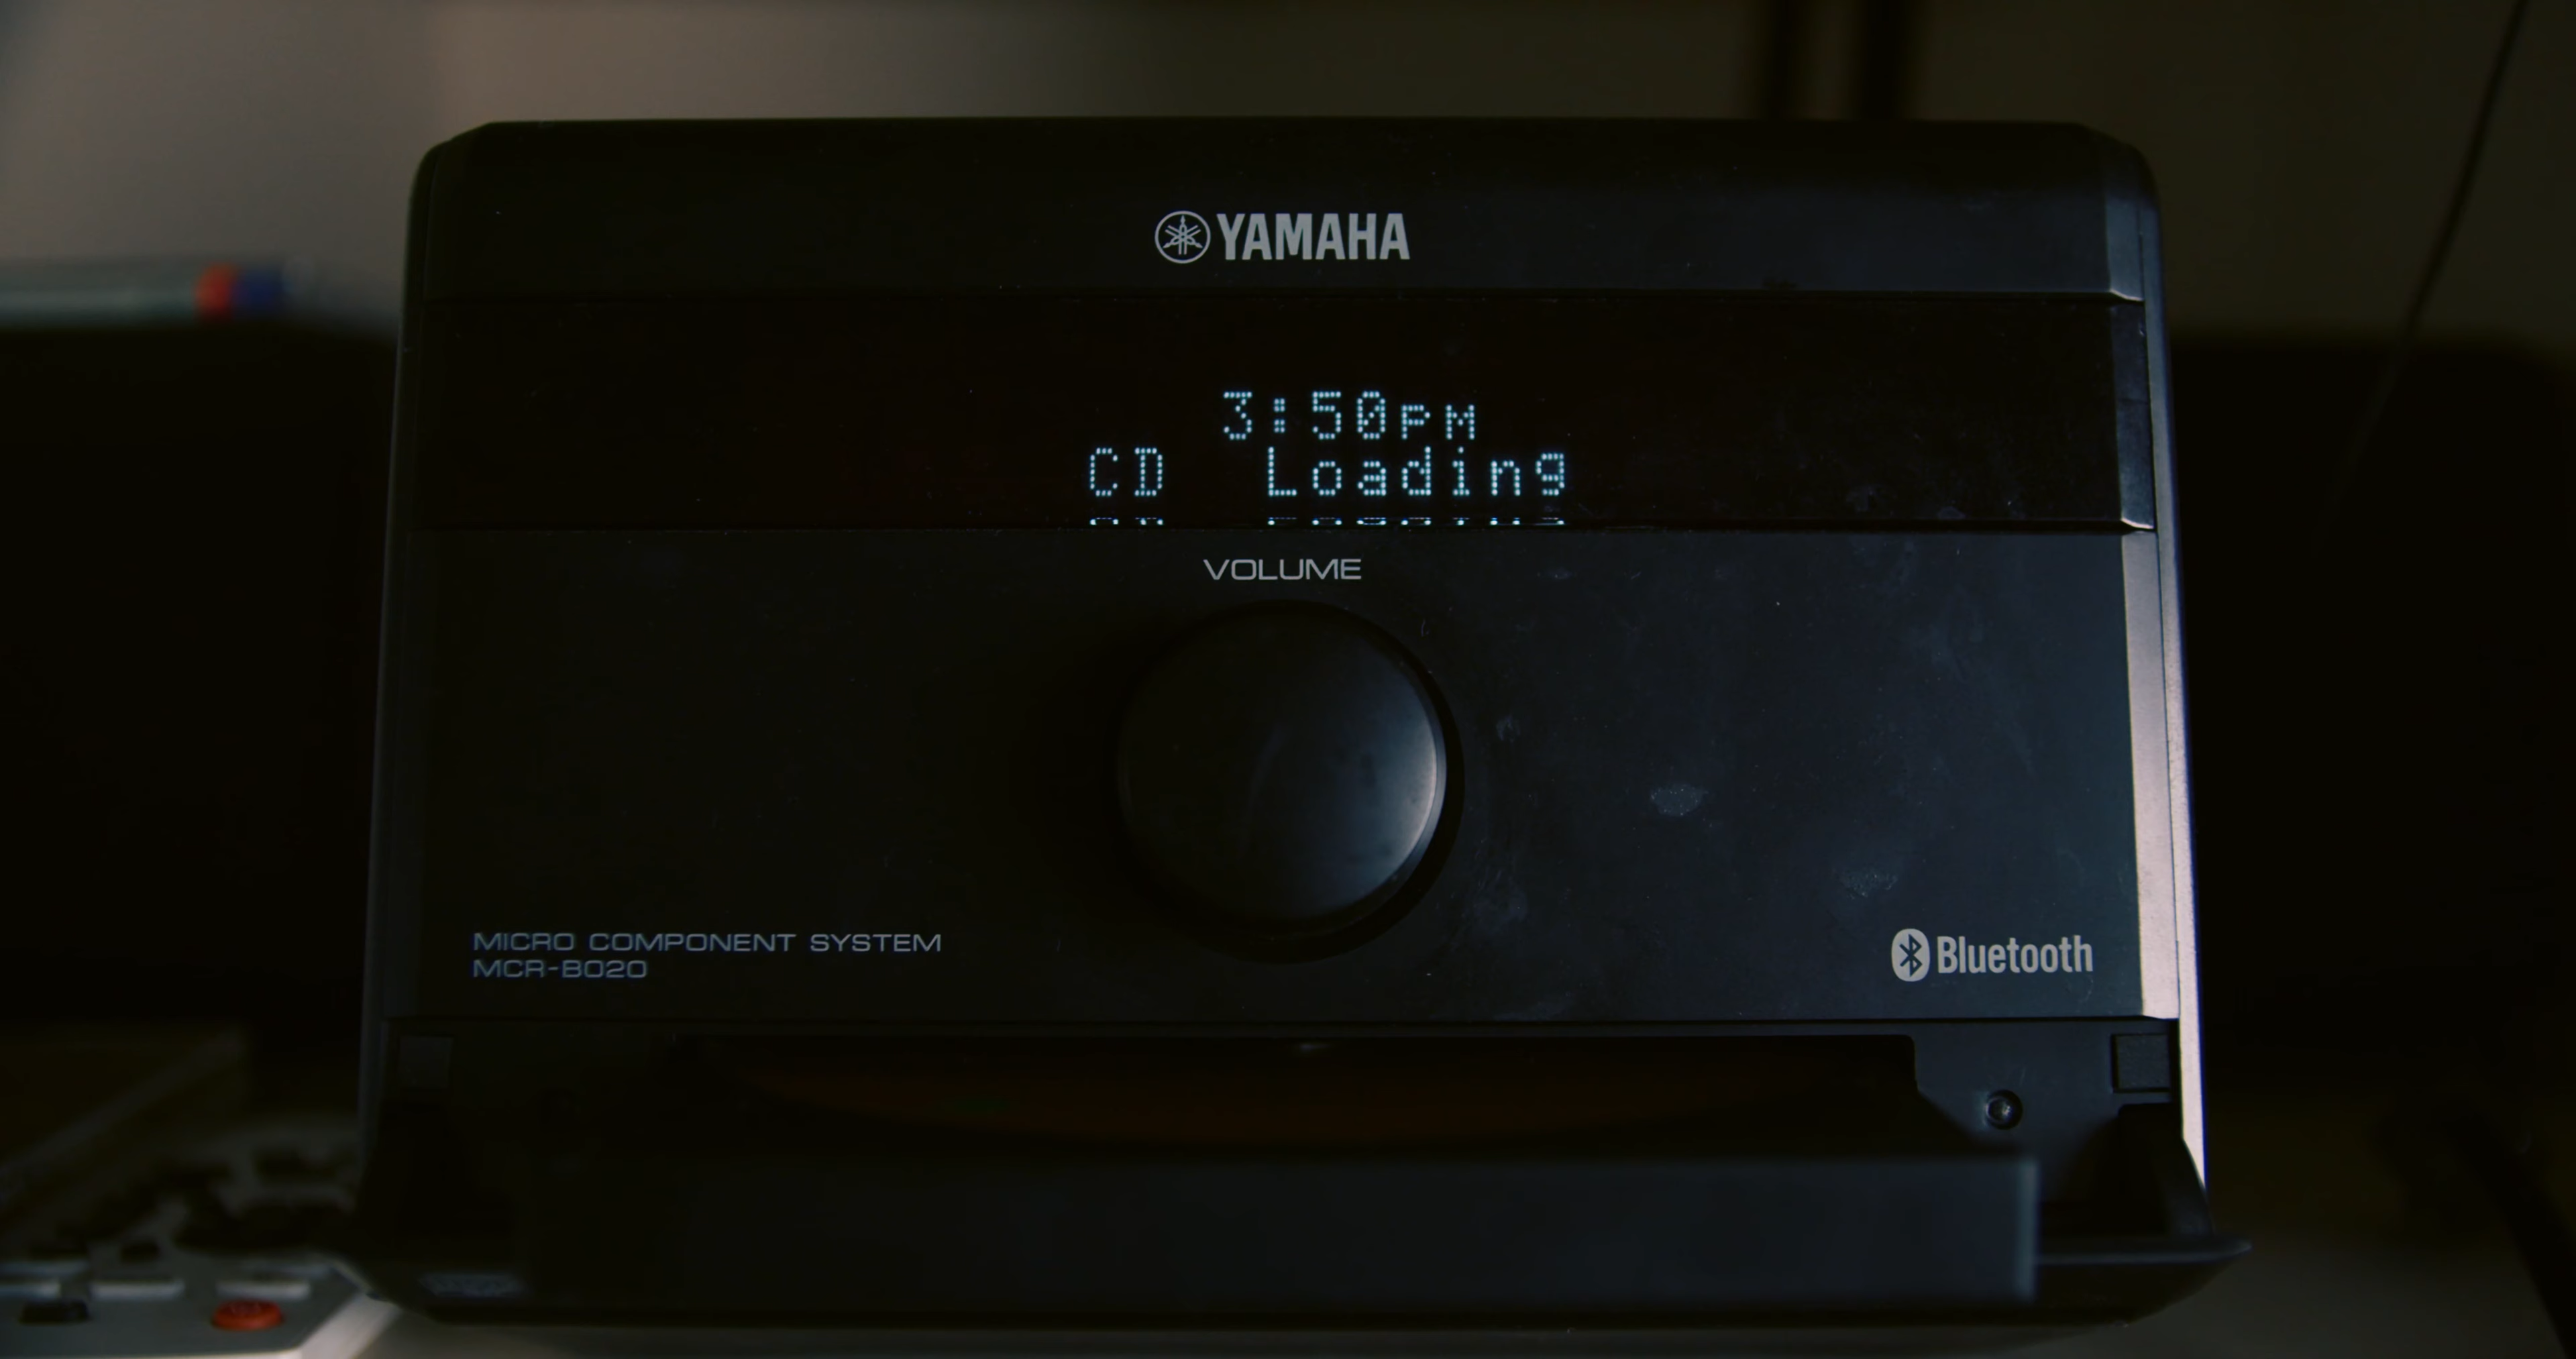 YAMAHA
3:50PM
CD Loading
VOLUME
MICRO COMPONENT SYSTEM
MCR-B020
Bluetooth